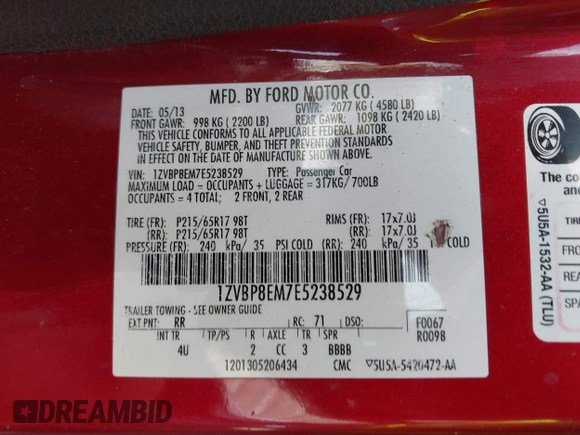 MFD. BY FORD MOTOR CO.
DATE: 05/13 GVWR: 2077 KG ( 4580 LB)
FRONT GAWR: 998 KG ( 2200 LB) REAR GAWR: 1098 KG ( 2420 LB)
THIS VEHICLE CONFORMS TO ALL APPLICABLE FEDERAL MOTOR
VEHICLE SAFETY, BUMPER, AND THEFT PREVENTION STANDARDS
IN EFFECT ON THE DATE OF MANUFACTURE SHOWN ABOVE.
VIN: 1ZVBP8EM7E5238529 TYPE: Passenger Car
MAXIMUM LOAD = OCCUPANTS + LUGGAGE = 317KG/ 700LB
OCCUPANTS = 4 TOTAL; 2 FRONT, 2 REAR
TIRE (FR): P215/65R17 98T RIMS (FR): 17x7.0J
(RR): P215/65R17 98T (RR): 17x7.0J
PRESSURE (FR): 240 kPa/ 35 PSI COLD (RR): 240 kPa/ 35 COLD
1ZVBP8EM7E5238529
TRAILER TOWING - SEE OWNER GUIDE
EXT PNT: RR RC: 71 DSO: F0067
R0098
INT TR TP/PS R AXLE TR SPR
4U 2 CC 3 BBBB
1201305206434 CMC ▽5U5A-5420472-AA
The co
untain
TIRE
FRO
REA
SPA
▽5U5A-1532-AA (TLU)
DREAMBID